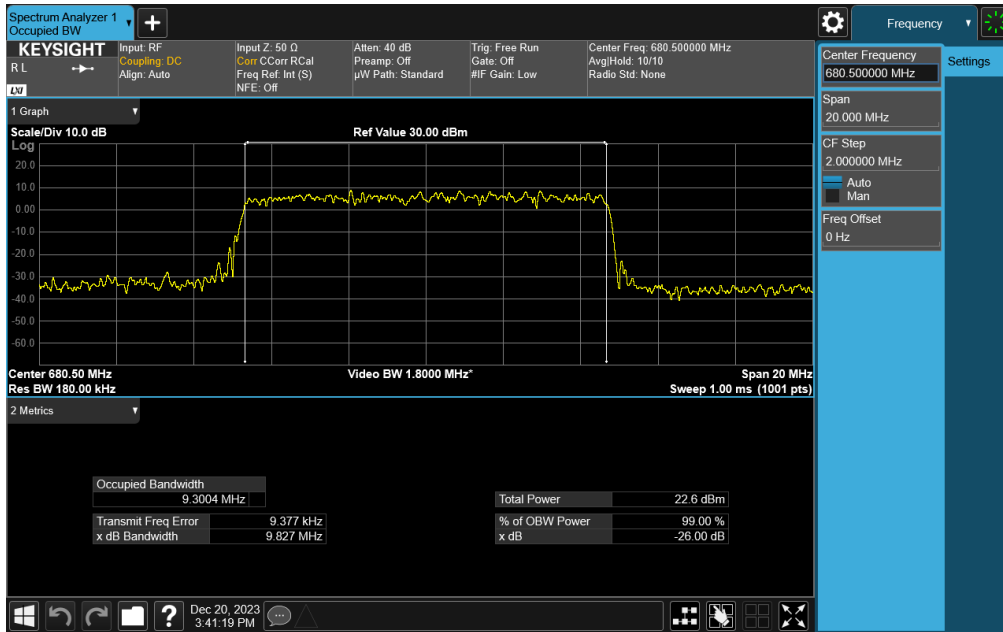 Spectrum Analyzer 1
Occupied BW
Frequency
KEYSIGHT
R L
LXI
Input: RF
Coupling: DC
Align: Auto
Input Z: 50 Ω
Corr CCorr RCal
Freq Ref: Int (S)
NFE: Off
Atten: 40 dB
Preamp: Off
µW Path: Standard
Trig: Free Run
Gate: Off
#IF Gain: Low
Center Freq: 680.500000 MHz
Avg|Hold: 10/10
Radio Std: None
Center Frequency
680.500000 MHz
Settings
Span
20.000 MHz
CF Step
2.000000 MHz
Auto
Man
Freq Offset
0 Hz
1 Graph
Scale/Div 10.0 dB
Ref Value 30.00 dBm
Log
20.0
10.0
0.00
-10.0
-20.0
-30.0
-40.0
-50.0
-60.0
Center 680.50 MHz
Video BW 1.8000 MHz*
Span 20 MHz
Res BW 180.00 kHz
Sweep 1.00 ms (1001 pts)
2 Metrics
Occupied Bandwidth
9.3004 MHz
Transmit Freq Error 9.377 kHz
x dB Bandwidth 9.827 MHz
Total Power 22.6 dBm
% of OBW Power 99.00 %
x dB -26.00 dB
Dec 20, 2023
3:41:19 PM